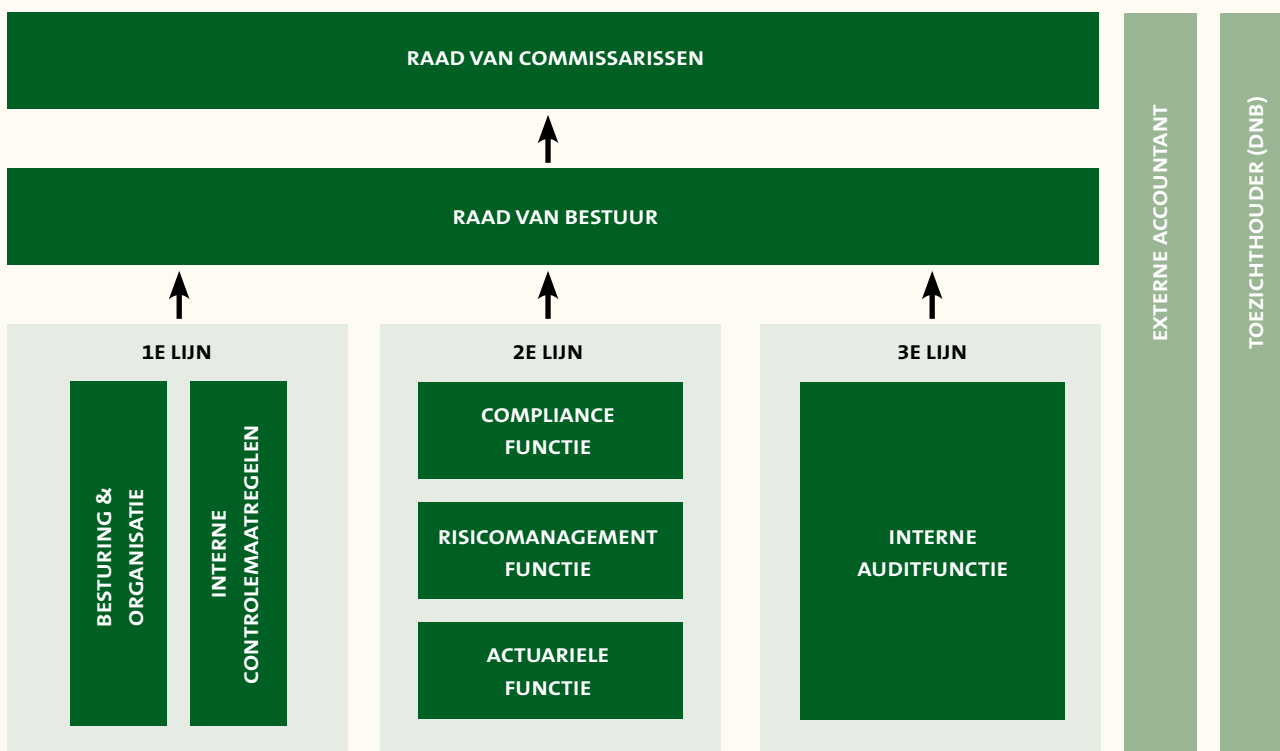 RAAD VAN COMMISSARISSEN
RAAD VAN BESTUUR
1E LIJN
BESTURING &
ORGANISATIE
INTERNE
CONTROLEMAATREGELEN
2E LIJN
COMPLIANCE
FUNCTIE
RISICOMANAGEMENT
FUNCTIE
ACTUARIELE
FUNCTIE
3E LIJN
INTERNE
AUDITFUNCTIE
EXTERNE ACCOUNTANT
TOEZICHTHOUDER (DNB)